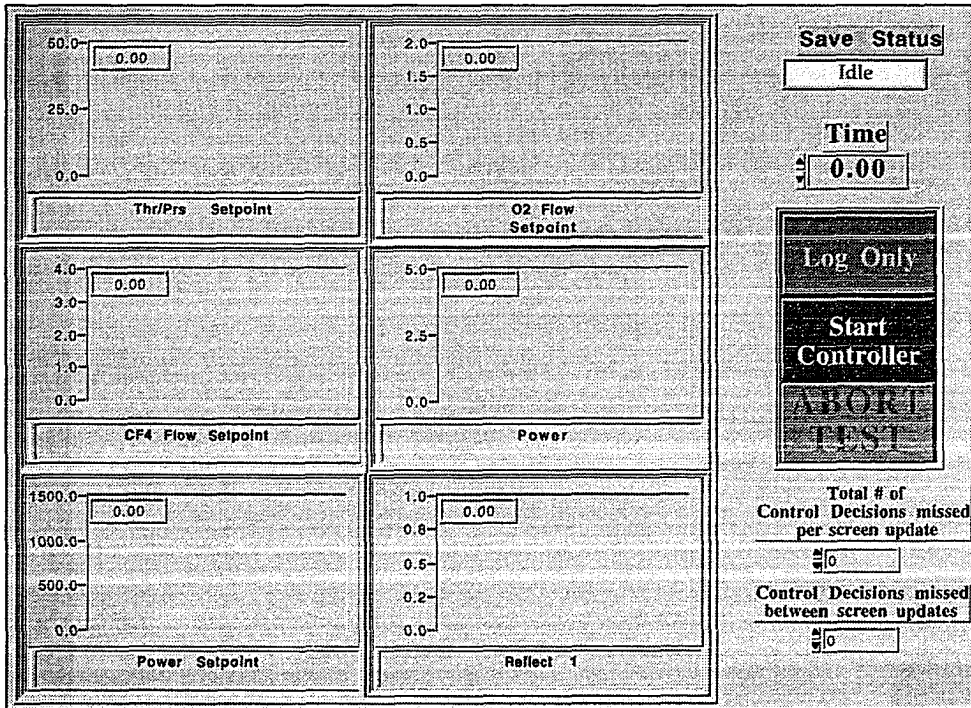 50.0
0.00
25.0
0.0
Thr/Prs Setpoint
2.0
0.00
1.5
1.0
0.5
0.0
O2 Flow
Setpoint
4.0
0.00
3.0
2.0
1.0
0.0
CF4 Flow Setpoint
5.0
0.00
2.5
0.0
Power
1500.0
0.00
1000.0
500.0
0.0
Power Setpoint
1.0
0.00
0.8
0.5
0.2
0.0
Reflect 1
Save Status
Idle
Time
0.00
Log Only
Start
Controller
ABORT
TEST
Total # of
Control Decisions missed
per screen update
0
Control Decisions missed
between screen updates
0